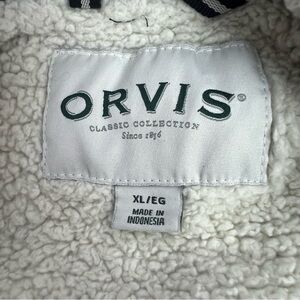 ORVIS®
CLASSIC COLLECTION
Since 1856
XL/EG
MADE IN
INDONESIA